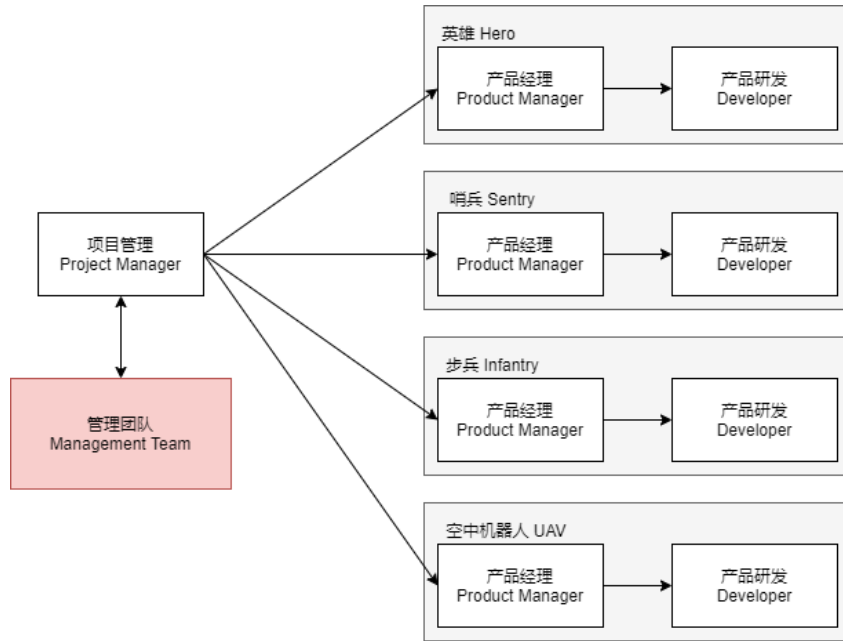 英雄 Hero
产品经理
Product Manager
产品研发
Developer
哨兵 Sentry
产品经理
Product Manager
产品研发
Developer
项目管理
Project Manager
步兵 Infantry
产品经理
Product Manager
产品研发
Developer
管理团队
Management Team
空中机器人 UAV
产品经理
Product Manager
产品研发
Developer